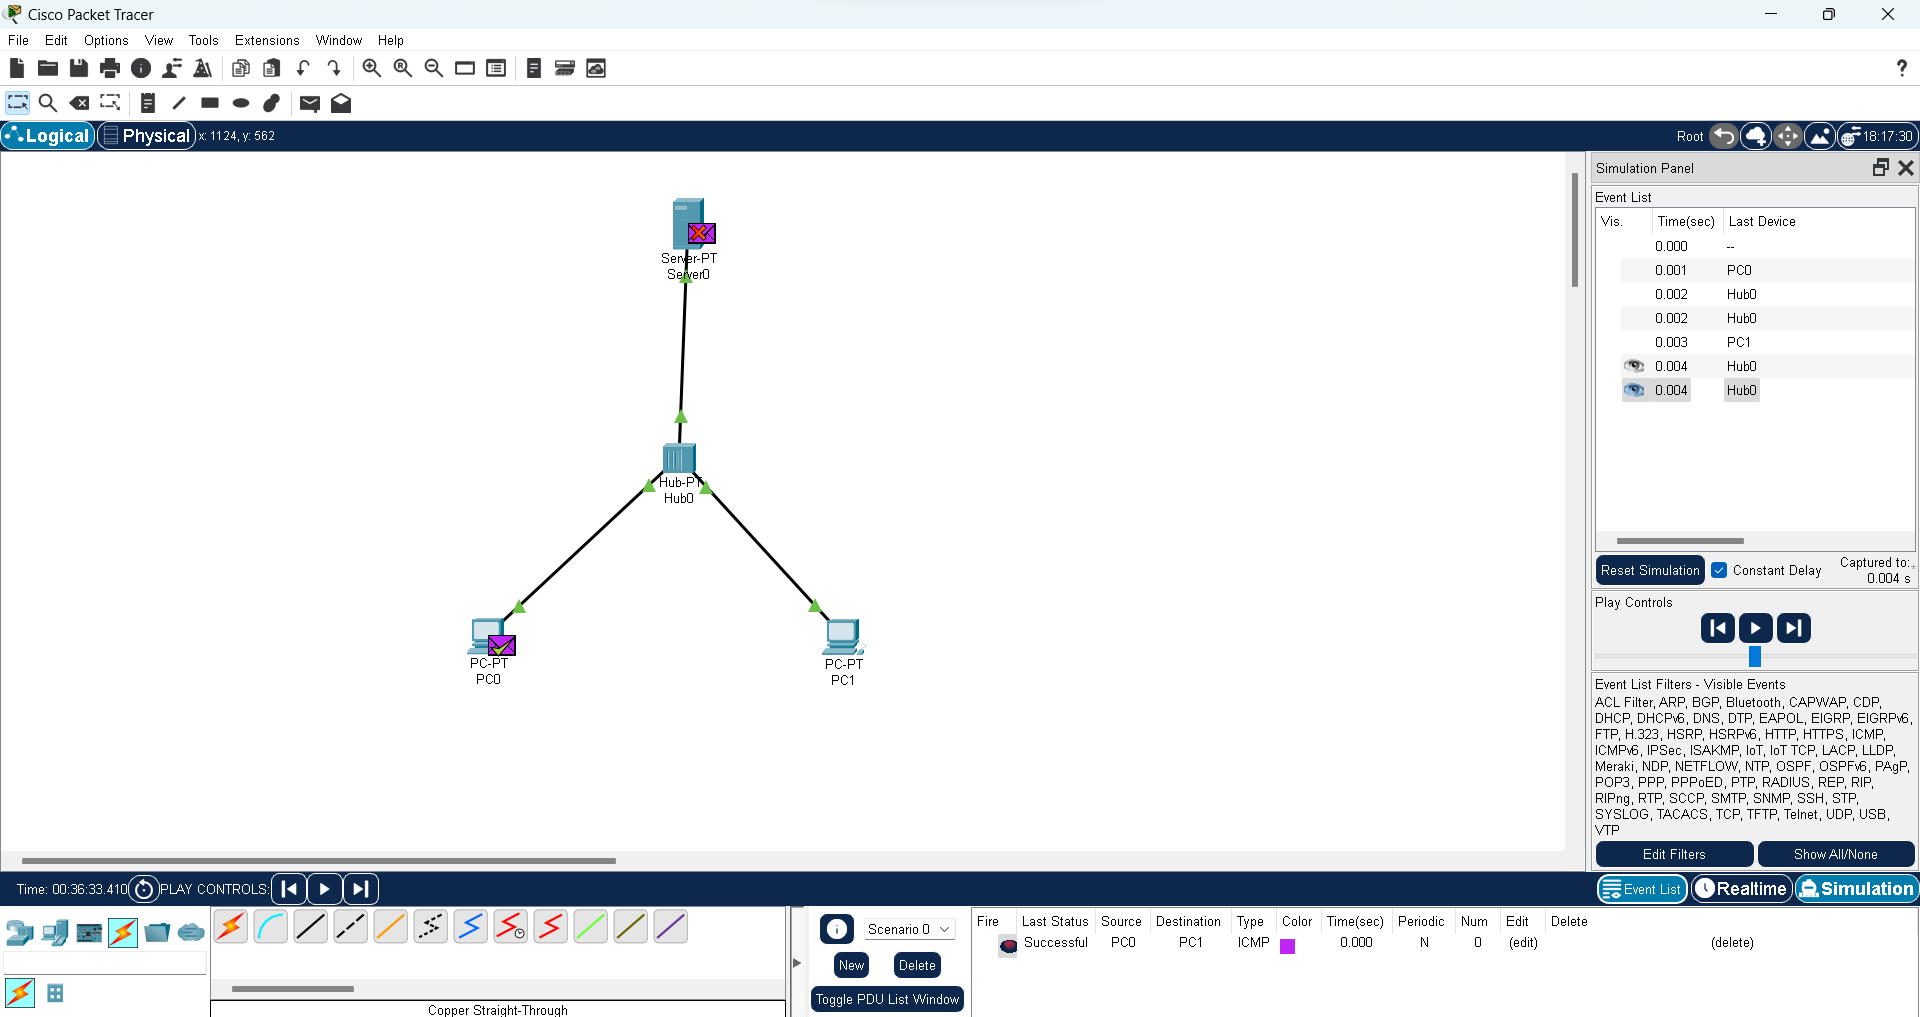 Cisco Packet Tracer
File Edit Options View Tools Extensions Window Help
?
Logical Physical x: 1124, y: 562 Root 18:17:30
Server-PT
Server0
Hub-PT
Hub0
PC-PT
PC0
PC-PT
PC1
Simulation Panel
Event List
Vis. Time(sec) Last Device
0.000 --
0.001 PC0
0.002 Hub0
0.002 Hub0
0.003 PC1
0.004 Hub0
0.004 Hub0
Reset Simulation Constant Delay Captured to:
0.004 s
Play Controls
Event List Filters - Visible Events
ACL Filter, ARP, BGP, Bluetooth, CAPWAP, CDP,
DHCP, DHCPv6, DNS, DTP, EAPOL, EIGRP, EIGRPv6,
FTP, H.323, HSRP, HSRPv6, HTTP, HTTPS, ICMP,
ICMPv6, IPSec, ISAKMP, IoT, IoT TCP, LACP, LLDP,
Meraki, NDP, NETFLOW, NTP, OSPF, OSPFv6, PAgP,
POP3, PPP, PPPoED, PTP, RADIUS, REP, RIP,
RIPng, RTP, SCCP, SMTP, SNMP, SSH, STP,
SYSLOG, TACACS, TCP, TFTP, Telnet, UDP, USB,
VTP
Edit Filters Show All/None
Time: 00:36:33.410 PLAY CONTROLS: Event List Realtime Simulation
Scenario 0
New Delete
Toggle PDU List Window
Fire Last Status Source Destination Type Color Time(sec) Periodic Num Edit Delete
Successful PC0 PC1 ICMP 0.000 N 0 (edit) (delete)
Copper Straight-Through